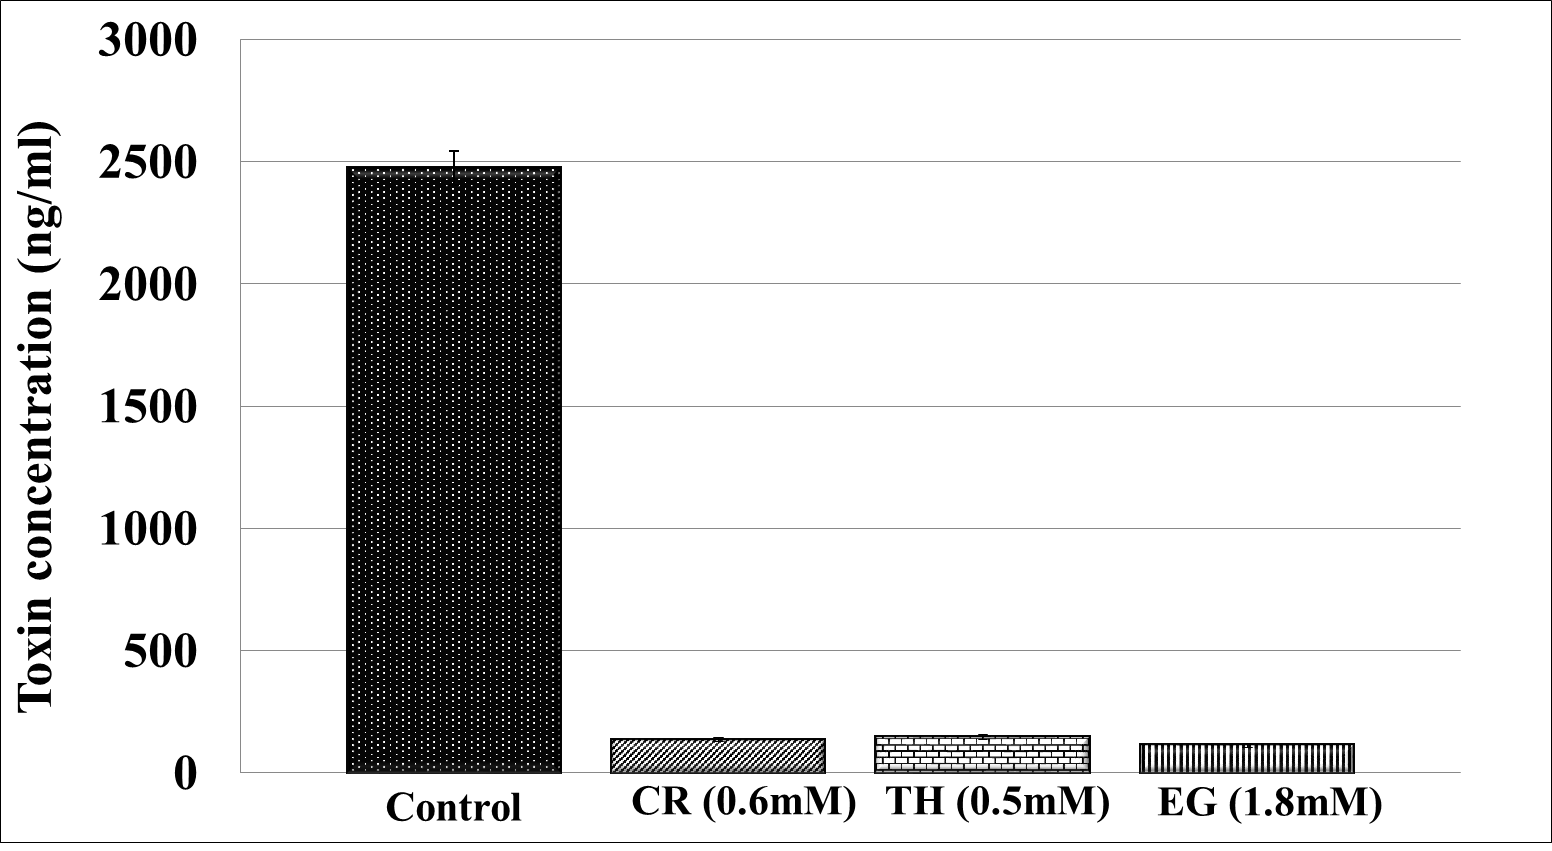 3000
2500
2000
1500
1000
500
0
Toxin concentration (ng/ml)
Control
CR (0.6mM)
TH (0.5mM)
EG (1.8mM)